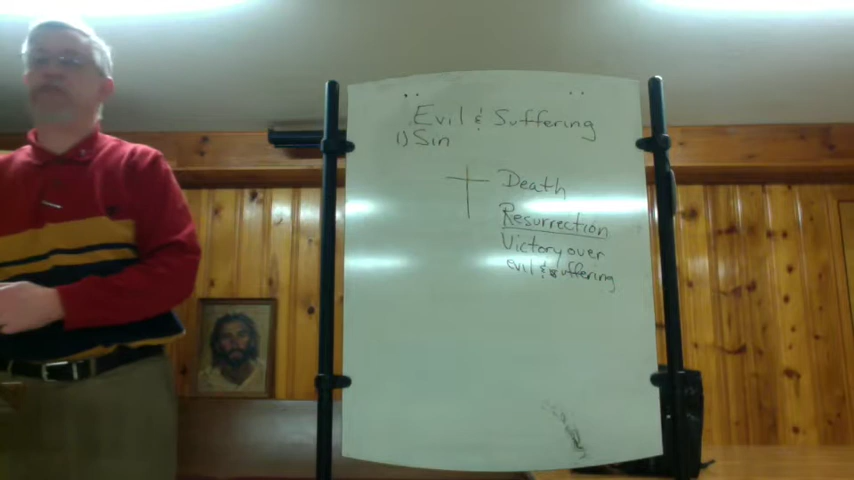 Evil & Suffering
1) Sin
Death
Resurrection
Victory over
evil & suffering